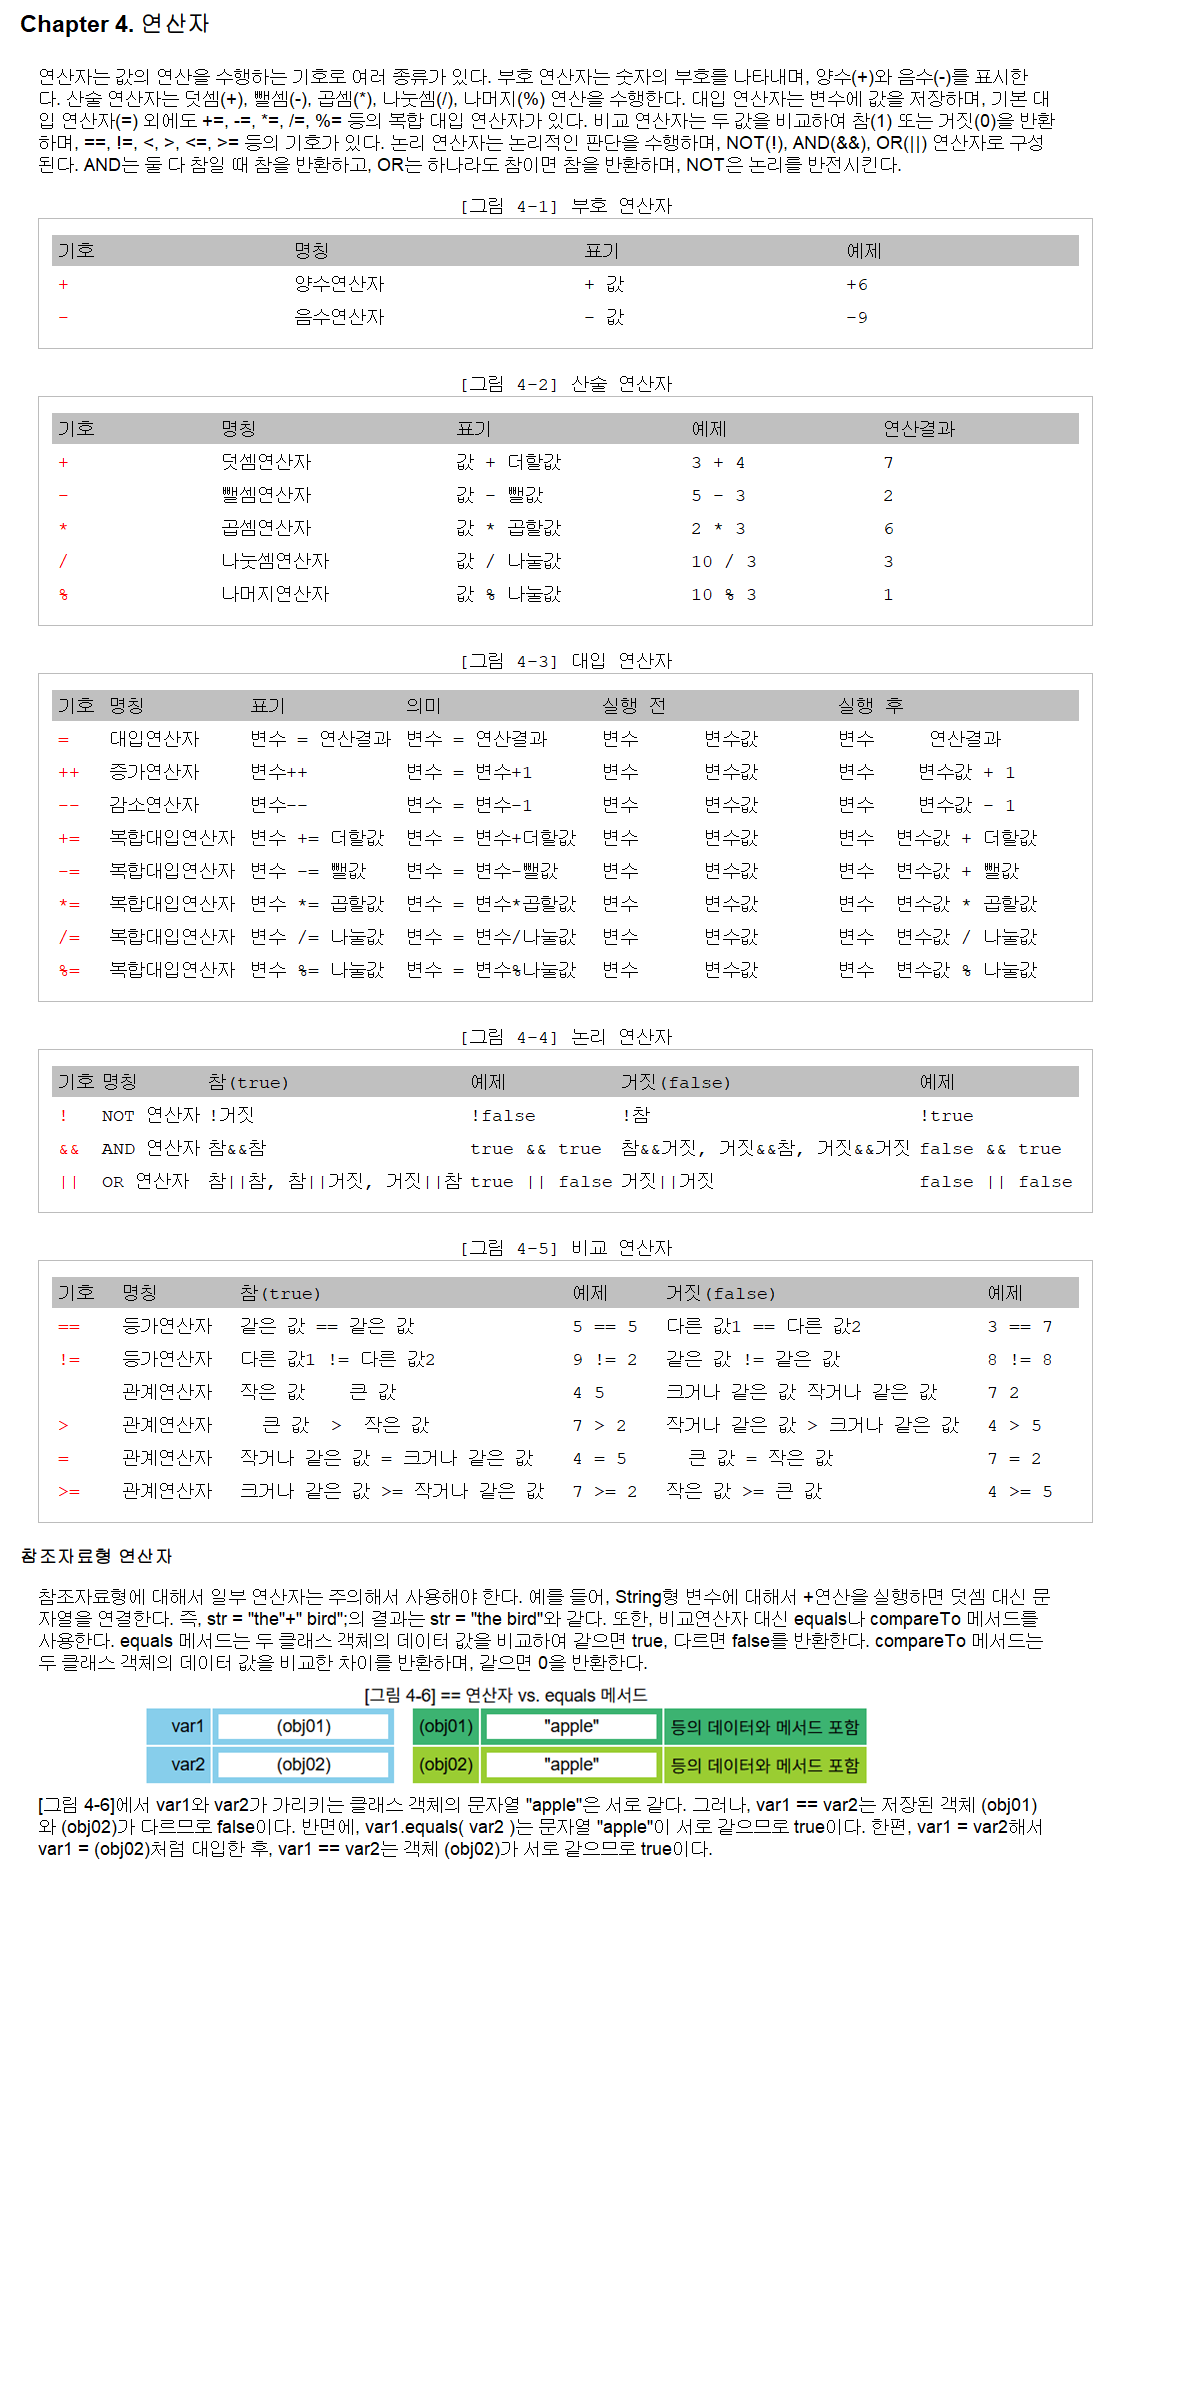 Chapter 4. 연산자
연산자는 값의 연산을 수행하는 기호로 여러 종류가 있다. 부호 연산자는 숫자의 부호를 나타내며, 양수(+)와 음수(-)를 표시한
다. 산술 연산자는 덧셈(+), 뺄셈(-), 곱셈(*), 나눗셈(/), 나머지(%) 연산을 수행한다. 대입 연산자는 변수에 값을 저장하며, 기본 대
입 연산자(=) 외에도 +=, -=, *=, /=, %= 등의 복합 대입 연산자가 있다. 비교 연산자는 두 값을 비교하여 참(1) 또는 거짓(0)을 반환
하며, ==, !=, <, >, <=, >= 등의 기호가 있다. 논리 연산자는 논리적인 판단을 수행하며, NOT(!), AND(&&), OR(||) 연산자로 구성
된다. AND는 둘 다 참일 때 참을 반환하고, OR는 하나라도 참이면 참을 반환하며, NOT은 논리를 반전시킨다.
[그림 4-1] 부호 연산자
기호 명칭 표기 예제
+ 양수연산자 + 값 +6
- 음수연산자 - 값 -9
[그림 4-2] 산술 연산자
기호 명칭 표기 예제 연산결과
+ 덧셈연산자 값 + 더할값 3 + 4 7
- 뺄셈연산자 값 - 뺄값 5 - 3 2
* 곱셈연산자 값 * 곱할값 2 * 3 6
/ 나눗셈연산자 값 / 나눌값 10 / 3 3
% 나머지연산자 값 % 나눌값 10 % 3 1
[그림 4-3] 대입 연산자
기호 명칭 표기 의미 실행 전 실행 후
= 대입연산자 변수 = 연산결과 변수 = 연산결과 변수 변수값 변수 연산결과
++ 증가연산자 변수++ 변수 = 변수+1 변수 변수값 변수 변수값 + 1
-- 감소연산자 변수-- 변수 = 변수-1 변수 변수값 변수 변수값 - 1
+= 복합대입연산자 변수 += 더할값 변수 = 변수+더할값 변수 변수값 변수 변수값 + 더할값
-= 복합대입연산자 변수 -= 뺄값 변수 = 변수-뺄값 변수 변수값 변수 변수값 + 뺄값
*= 복합대입연산자 변수 *= 곱할값 변수 = 변수*곱할값 변수 변수값 변수 변수값 * 곱할값
/= 복합대입연산자 변수 /= 나눌값 변수 = 변수/나눌값 변수 변수값 변수 변수값 / 나눌값
%= 복합대입연산자 변수 %= 나눌값 변수 = 변수%나눌값 변수 변수값 변수 변수값 % 나눌값
[그림 4-4] 논리 연산자
기호 명칭 참(true) 예제 거짓(false) 예제
! NOT 연산자 !거짓 !false !참 !true
&& AND 연산자 참&&참 true && true 참&&거짓, 거짓&&참, 거짓&&거짓 false && true
|| OR 연산자 참||참, 참||거짓, 거짓||참 true || false 거짓||거짓 false || false
[그림 4-5] 비교 연산자
기호 명칭 참(true) 예제 거짓(false) 예제
== 등가연산자 같은 값 == 같은 값 5 == 5 다른 값1 == 다른 값2 3 == 7
!= 등가연산자 다른 값1 != 다른 값2 9 != 2 같은 값 != 같은 값 8 != 8
관계연산자 작은 값 큰 값 4 5 크거나 같은 값 작거나 같은 값 7 2
> 관계연산자 큰 값 > 작은 값 7 > 2 작거나 같은 값 > 크거나 같은 값 4 > 5
= 관계연산자 작거나 같은 값 = 크거나 같은 값 4 = 5 큰 값 = 작은 값 7 = 2
>= 관계연산자 크거나 같은 값 >= 작거나 같은 값 7 >= 2 작은 값 >= 큰 값 4 >= 5
참조자료형 연산자
참조자료형에 대해서 일부 연산자는 주의해서 사용해야 한다. 예를 들어, String형 변수에 대해서 +연산을 실행하면 덧셈 대신 문
자열을 연결한다. 즉, str = "the"+" bird";의 결과는 str = "the bird"와 같다. 또한, 비교연산자 대신 equals나 compareTo 메서드를
사용한다. equals 메서드는 두 클래스 객체의 데이터 값을 비교하여 같으면 true, 다르면 false를 반환한다. compareTo 메서드는
두 클래스 객체의 데이터 값을 비교한 차이를 반환하며, 같으면 0을 반환한다.
[그림 4-6] == 연산자 vs. equals 메서드
var1 (obj01) (obj01) "apple" 등의 데이터와 메서드 포함
var2 (obj02) (obj02) "apple" 등의 데이터와 메서드 포함
[그림 4-6]에서 var1와 var2가 가리키는 클래스 객체의 문자열 "apple"은 서로 같다. 그러나, var1 == var2는 저장된 객체 (obj01)
와 (obj02)가 다르므로 false이다. 반면에, var1.equals( var2 )는 문자열 "apple"이 서로 같으므로 true이다. 한편, var1 = var2해서
var1 = (obj02)처럼 대입한 후, var1 == var2는 객체 (obj02)가 서로 같으므로 true이다.